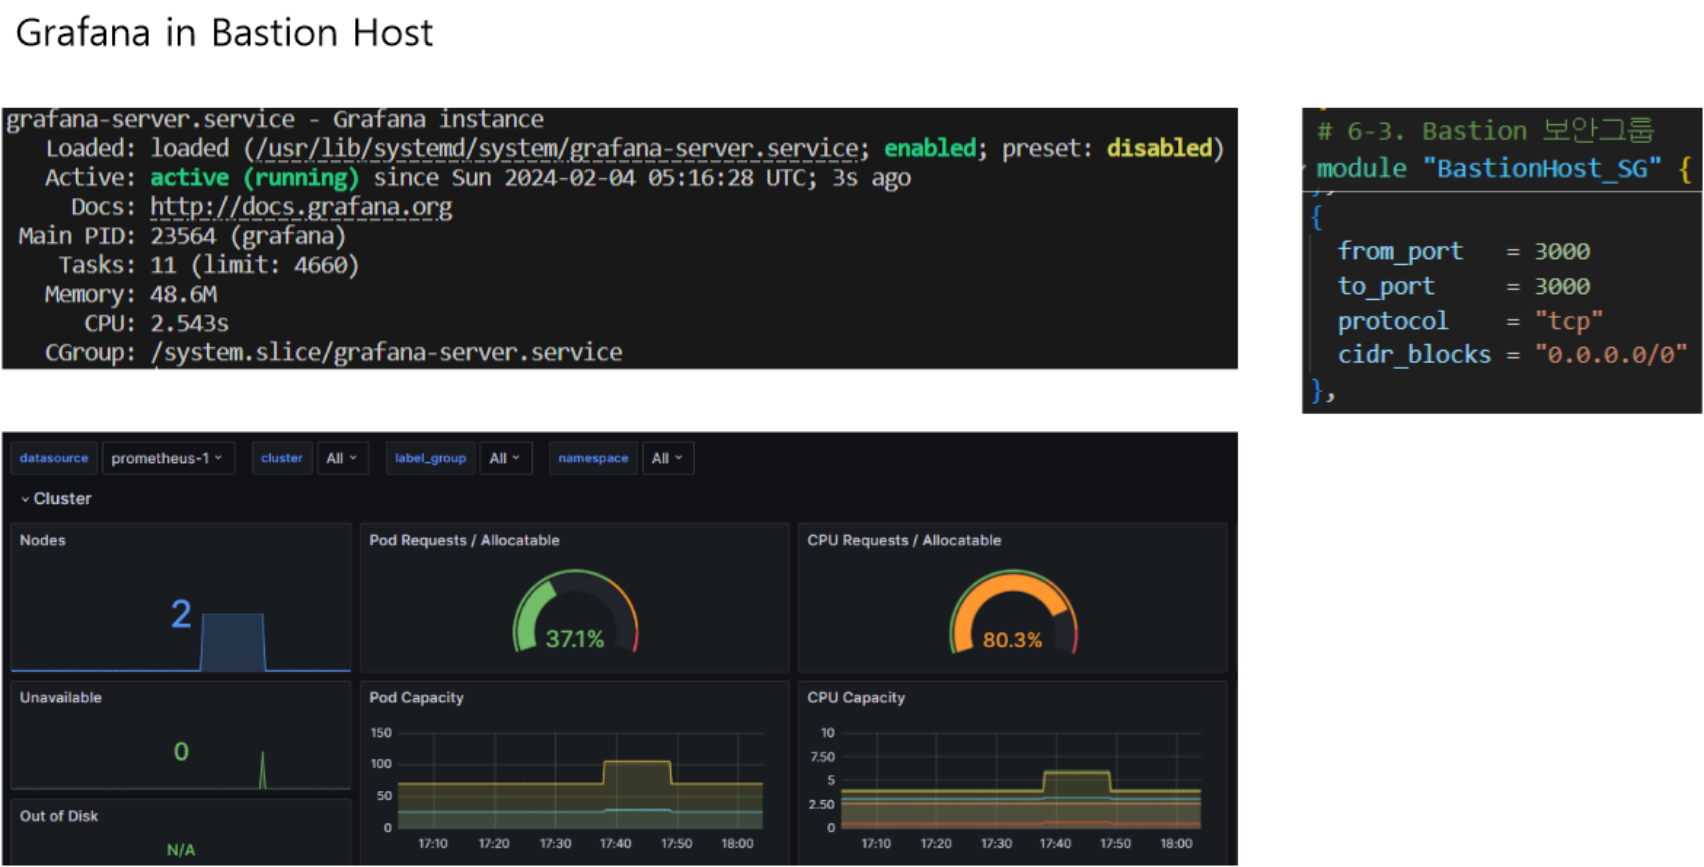 Grafana in Bastion Host
grafana-server.service - Grafana instance
Loaded: loaded (/usr/lib/systemd/system/grafana-server.service; enabled; preset: disabled)
Active: active (running) since Sun 2024-02-04 05:16:28 UTC; 3s ago
Docs: http://docs.grafana.org
Main PID: 23564 (grafana)
Tasks: 11 (limit: 4660)
Memory: 48.6M
CPU: 2.543s
CGroup: /system.slice/grafana-server.service
# 6-3. Bastion 보안그룹
module "BastionHost_SG" {
{
from_port = 3000
to_port = 3000
protocol = "tcp"
cidr_blocks = "0.0.0.0/0"
},
datasource prometheus-1 cluster All label_group All namespace All
Cluster
Nodes
2
Pod Requests / Allocatable
37.1%
CPU Requests / Allocatable
80.3%
Unavailable
0
Pod Capacity
150
100
50
0
17:10 17:20 17:30 17:40 17:50 18:00
CPU Capacity
10
7.50
5
2.50
0
17:10 17:20 17:30 17:40 17:50 18:00
Out of Disk
N/A